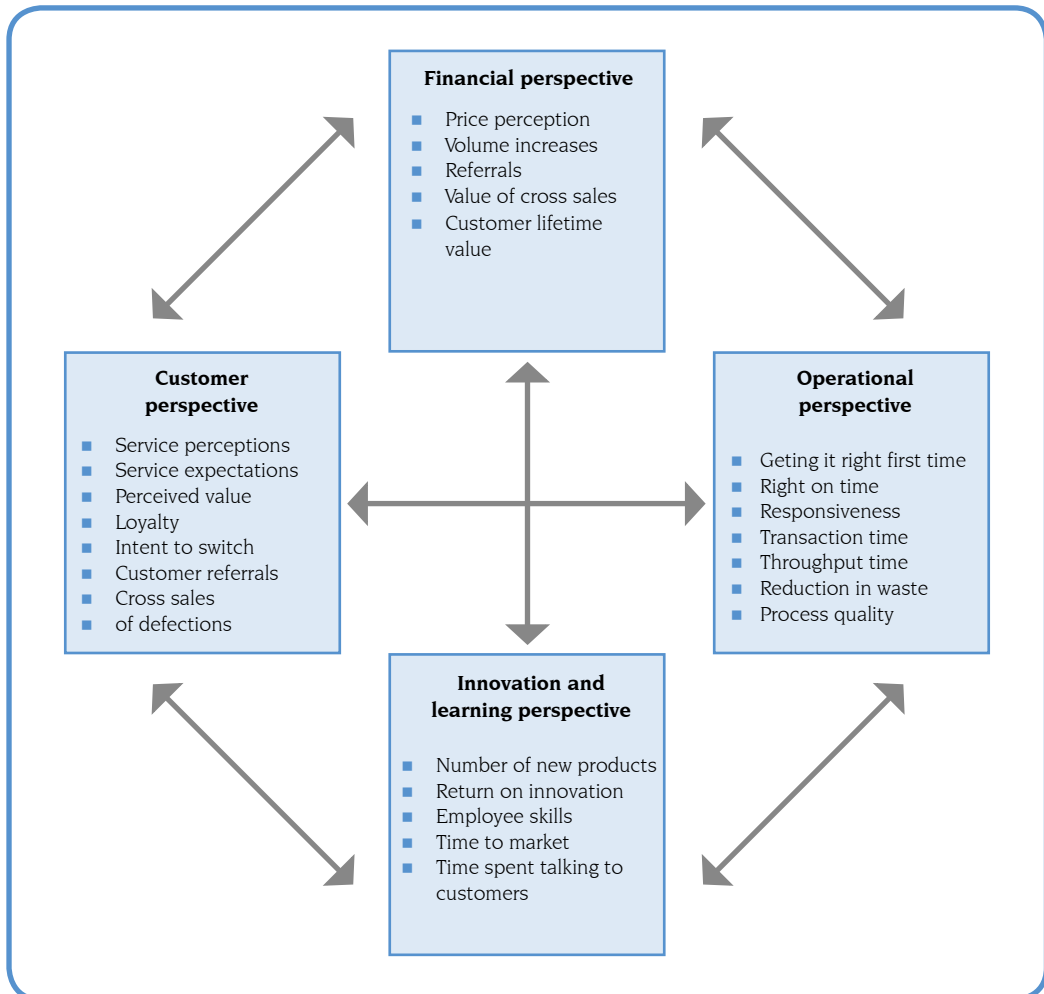 Financial perspective
Price perception
Volume increases
Referrals
Value of cross sales
Customer lifetime
value
Customer
perspective
Service perceptions
Service expectations
Perceived value
Loyalty
Intent to switch
Customer referrals
Cross sales
of defections
Operational
perspective
Geting it right first time
Right on time
Responsiveness
Transaction time
Throughput time
Reduction in waste
Process quality
Innovation and
learning perspective
Number of new products
Return on innovation
Employee skills
Time to market
Time spent talking to
customers